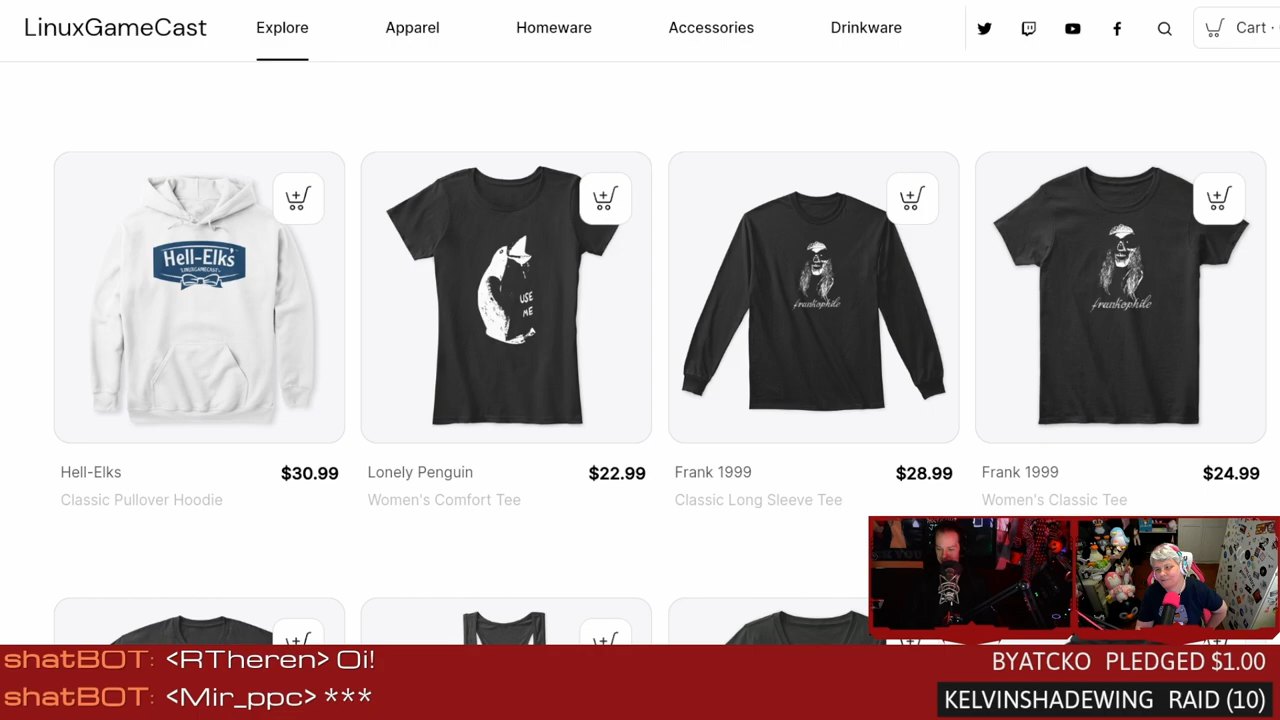 LinuxGameCast
Explore
Apparel
Homeware
Accessories
Drinkware
Cart ·
Hell-Elks'
LINUXGAMECAST
USE
ME
frankophile
frankophile
Hell-Elks
$30.99
Classic Pullover Hoodie
Lonely Penguin
$22.99
Women's Comfort Tee
Frank 1999
$28.99
Classic Long Sleeve Tee
Frank 1999
$24.99
Women's Classic Tee
shatBOT: <RTheren> Oi!
shatBOT: <Mir_ppc> ***
BYATCKO PLEDGED $1.00
KELVINSHADEWING RAID (10)